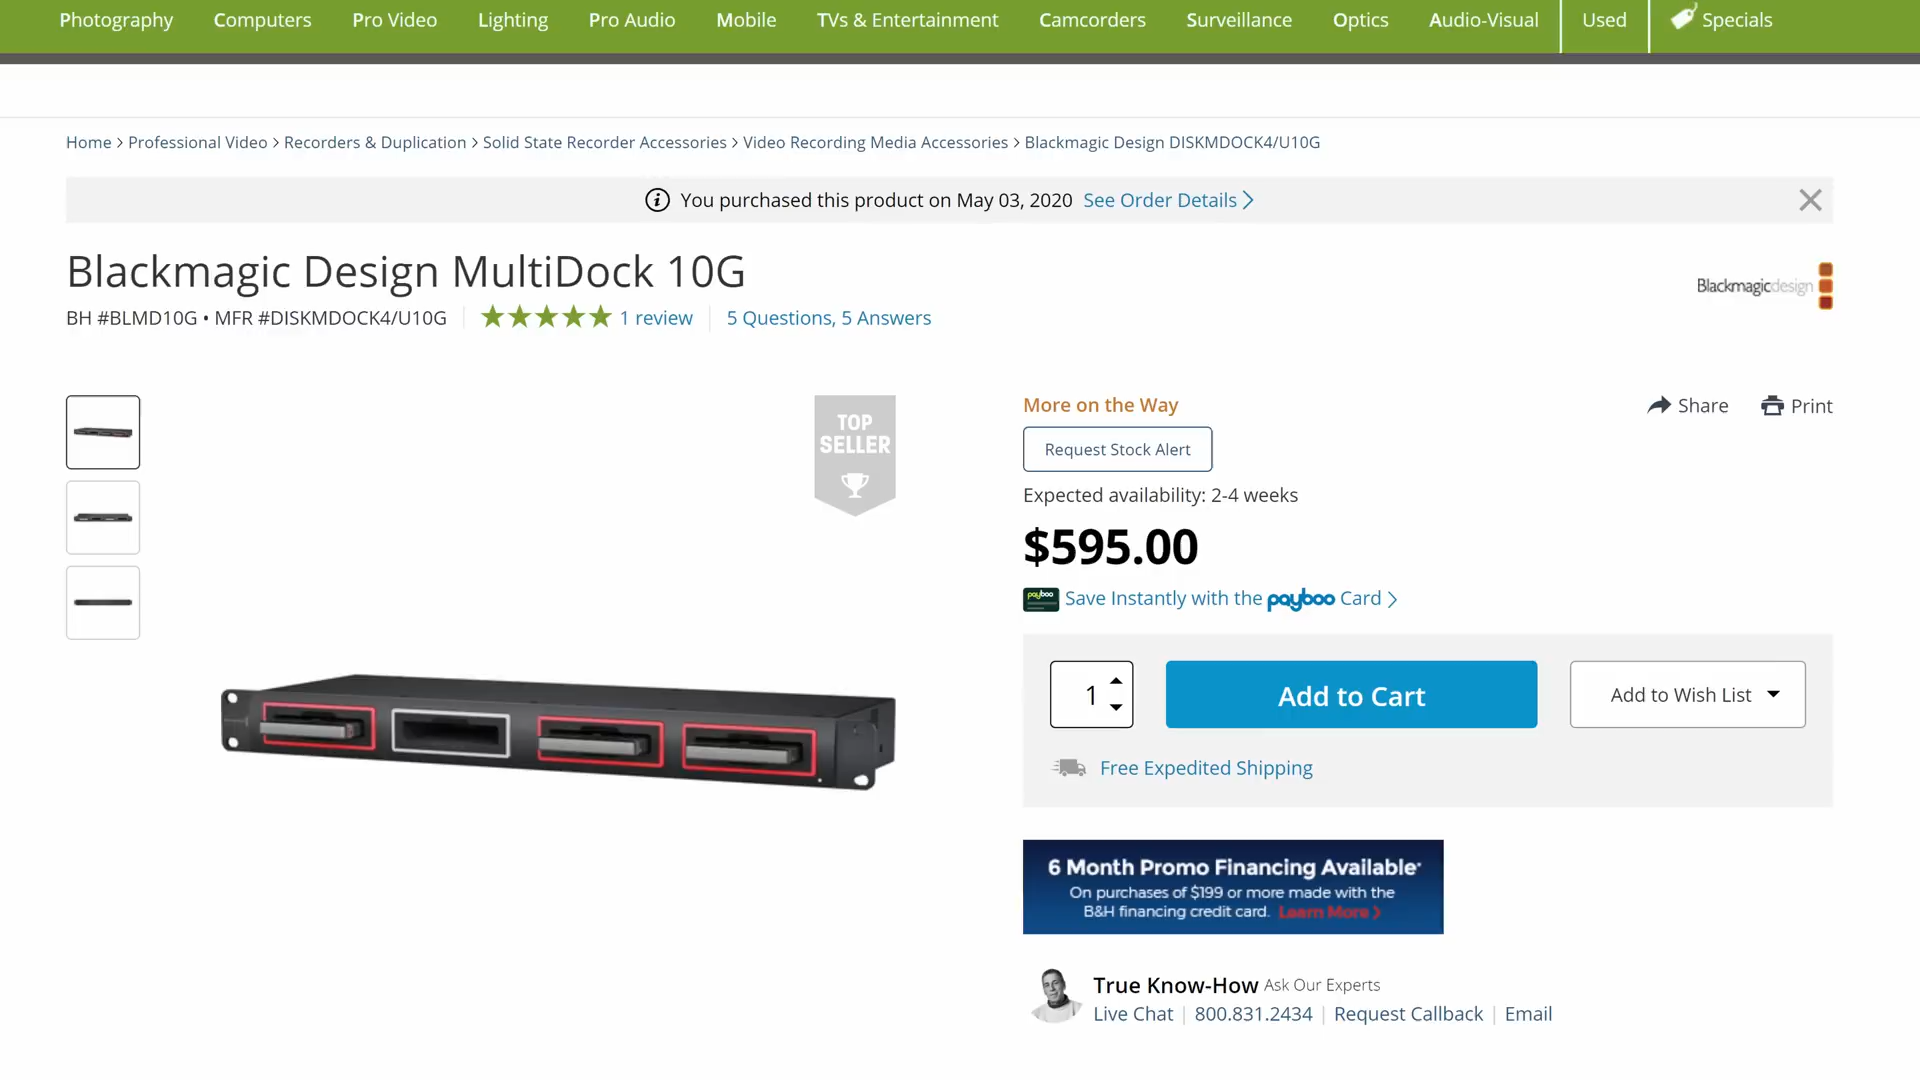 Photography Computers Pro Video Lighting Pro Audio Mobile TVs & Entertainment Camcorders Surveillance Optics Audio-Visual Used Specials
Home > Professional Video > Recorders & Duplication > Solid State Recorder Accessories > Video Recording Media Accessories > Blackmagic Design DISKMDOCK4/U10G
You purchased this product on May 03, 2020 See Order Details >
Blackmagic Design MultiDock 10G
Blackmagicdesign
BH #BLMD10G • MFR #DISKMDOCK4/U10G 1 review 5 Questions, 5 Answers
TOP
SELLER
More on the Way
Share Print
Request Stock Alert
Expected availability: 2-4 weeks
$595.00
payboo Save Instantly with the payboo Card >
1 Add to Cart Add to Wish List
Free Expedited Shipping
6 Month Promo Financing Available*
On purchases of $199 or more made with the
B&H financing credit card. Learn More >
True Know-How Ask Our Experts
Live Chat | 800.831.2434 | Request Callback | Email